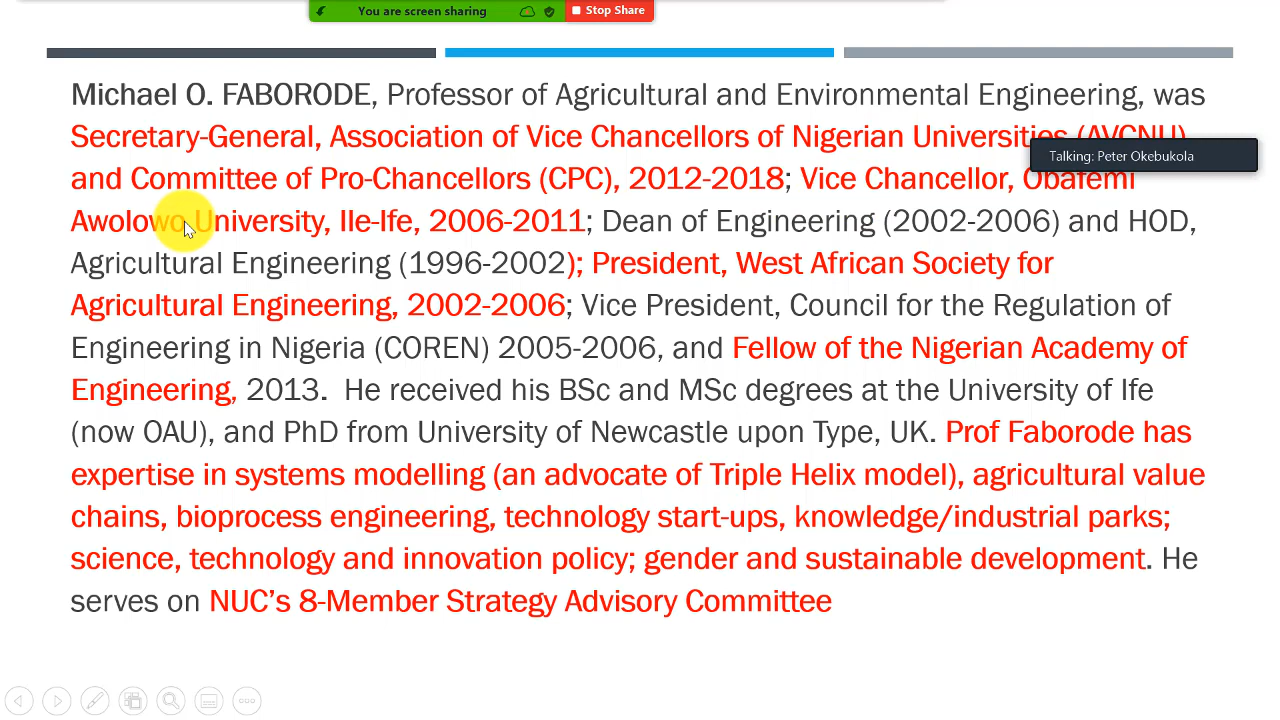 You are screen sharing
Stop Share
Michael O. FABORODE, Professor of Agricultural and Environmental Engineering, was
Secretary-General, Association of Vice Chancellors of Nigerian Universities (AVCNU)
Talking: Peter Okebukola
and Committee of Pro-Chancellors (CPC), 2012-2018; Vice Chancellor, Obafemi
Awolowo University, Ile-Ife, 2006-2011; Dean of Engineering (2002-2006) and HOD,
Agricultural Engineering (1996-2002); President, West African Society for
Agricultural Engineering, 2002-2006; Vice President, Council for the Regulation of
Engineering in Nigeria (COREN) 2005-2006, and Fellow of the Nigerian Academy of
Engineering, 2013. He received his BSc and MSc degrees at the University of Ife
(now OAU), and PhD from University of Newcastle upon Type, UK. Prof Faborode has
expertise in systems modelling (an advocate of Triple Helix model), agricultural value
chains, bioprocess engineering, technology start-ups, knowledge/industrial parks;
science, technology and innovation policy; gender and sustainable development. He
serves on NUC's 8-Member Strategy Advisory Committee